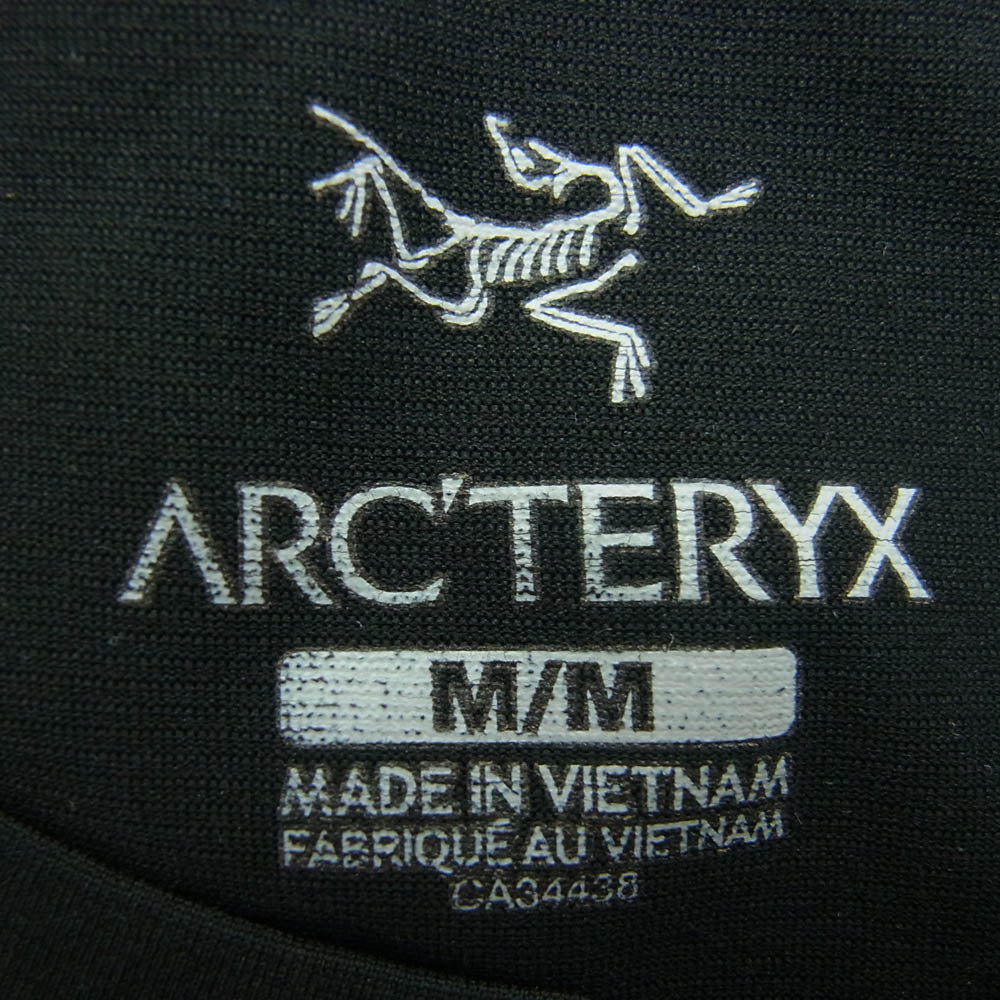 ARC'TERYX
M/M
MADE IN VIETNAM
FABRIQUÉ AU VIETNAM
CA34438